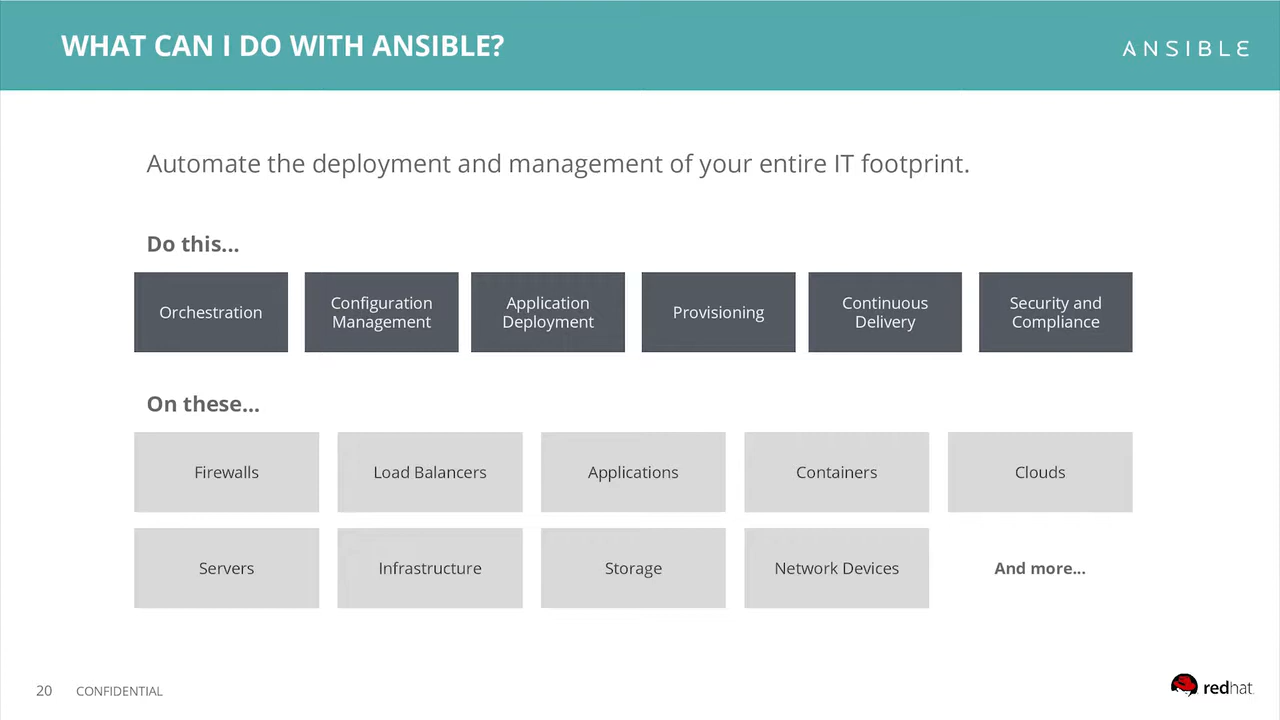 WHAT CAN I DO WITH ANSIBLE?
ANSIBLE
Automate the deployment and management of your entire IT footprint.
Do this...
Orchestration
Configuration
Management
Application
Deployment
Provisioning
Continuous
Delivery
Security and
Compliance
On these...
Firewalls
Load Balancers
Applications
Containers
Clouds
Servers
Infrastructure
Storage
Network Devices
And more...
20 CONFIDENTIAL
redhat.